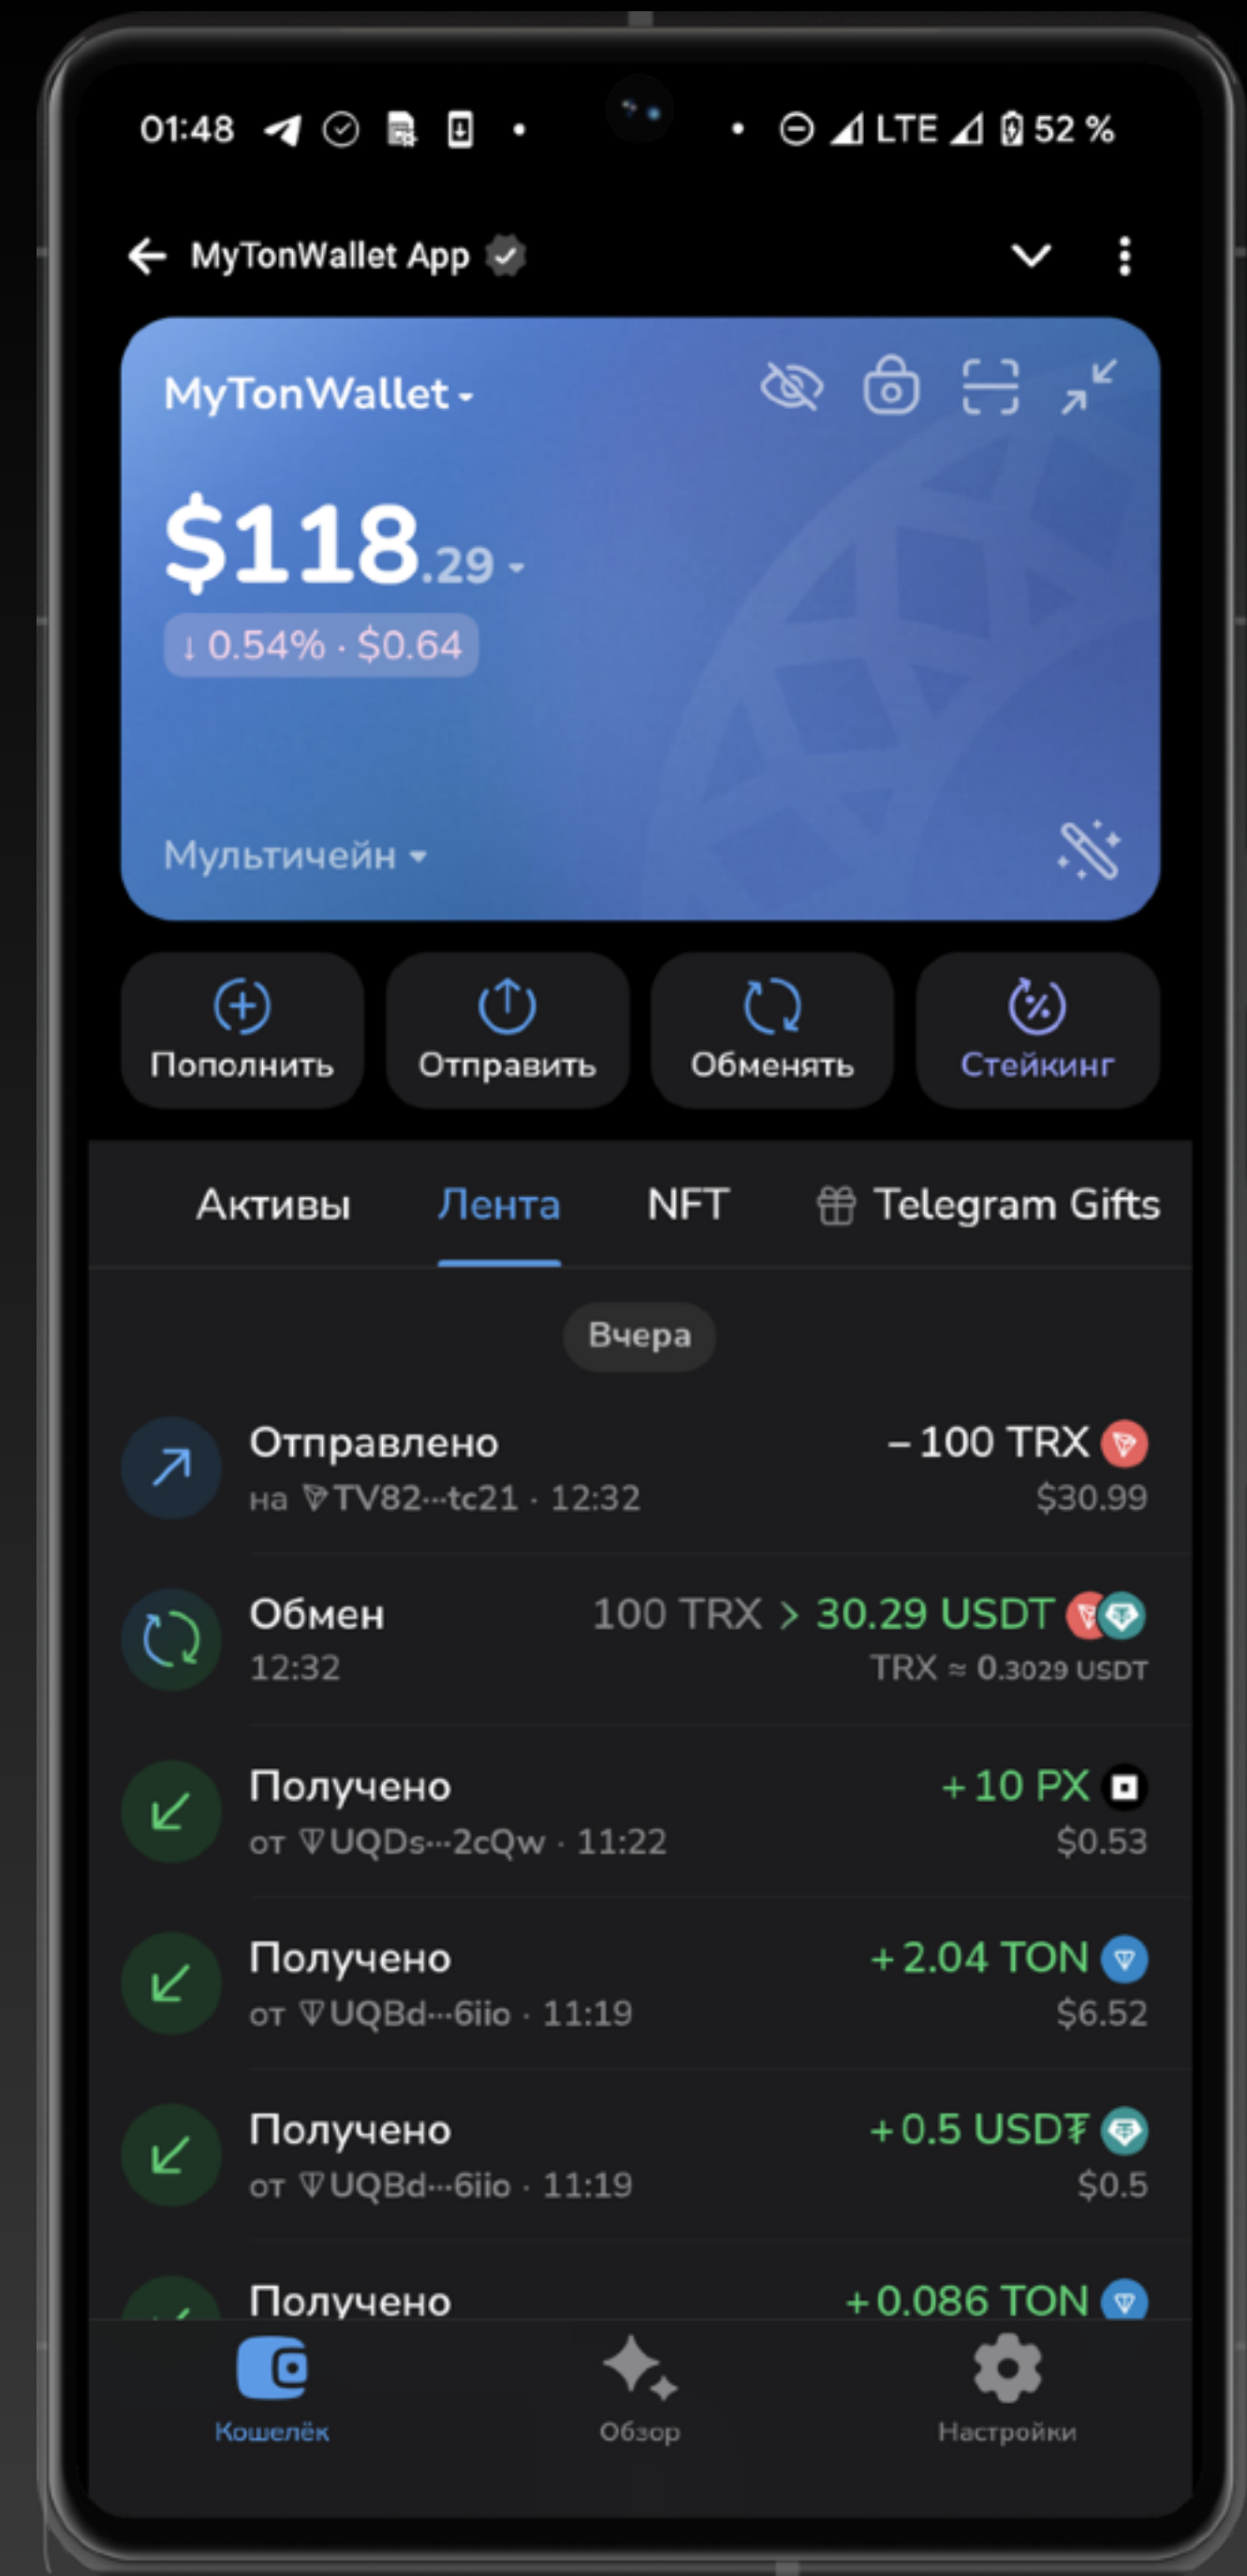 01:48 LTE 52 %
MyTonWallet App
MyTonWallet
$118.29
↓ 0.54% · $0.64
Мультичейн
Пополнить Отправить Обменять Стейкинг
Активы Лента NFT Telegram Gifts
Вчера
Отправлено – 100 TRX
на TV82···tc21 · 12:32 $30.99
Обмен 100 TRX > 30.29 USDT
12:32 TRX ≈ 0.3029 USDT
Получено + 10 PX
от UQDs···2cQw · 11:22 $0.53
Получено + 2.04 TON
от UQBd···6iio · 11:19 $6.52
Получено + 0.5 USD₮
от UQBd···6iio · 11:19 $0.5
Получено + 0.086 TON
Кошелёк Обзор Настройки